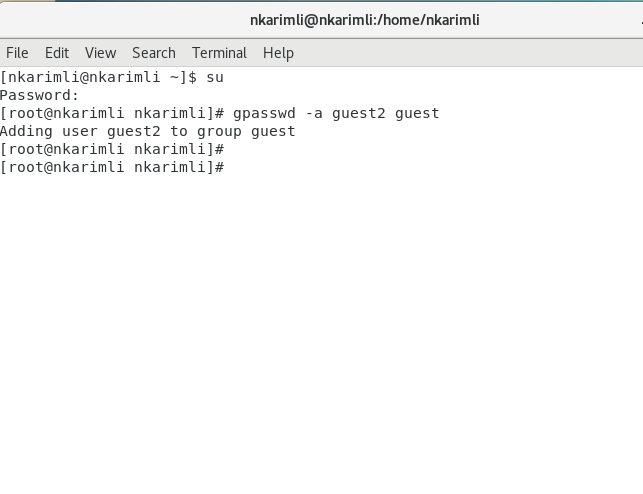 nkarimli@nkarimli:/home/nkarimli
File Edit View Search Terminal Help
[nkarimli@nkarimli ~]$ su
Password:
[root@nkarimli nkarimli]# gpasswd -a guest2 guest
Adding user guest2 to group guest
[root@nkarimli nkarimli]#
[root@nkarimli nkarimli]#